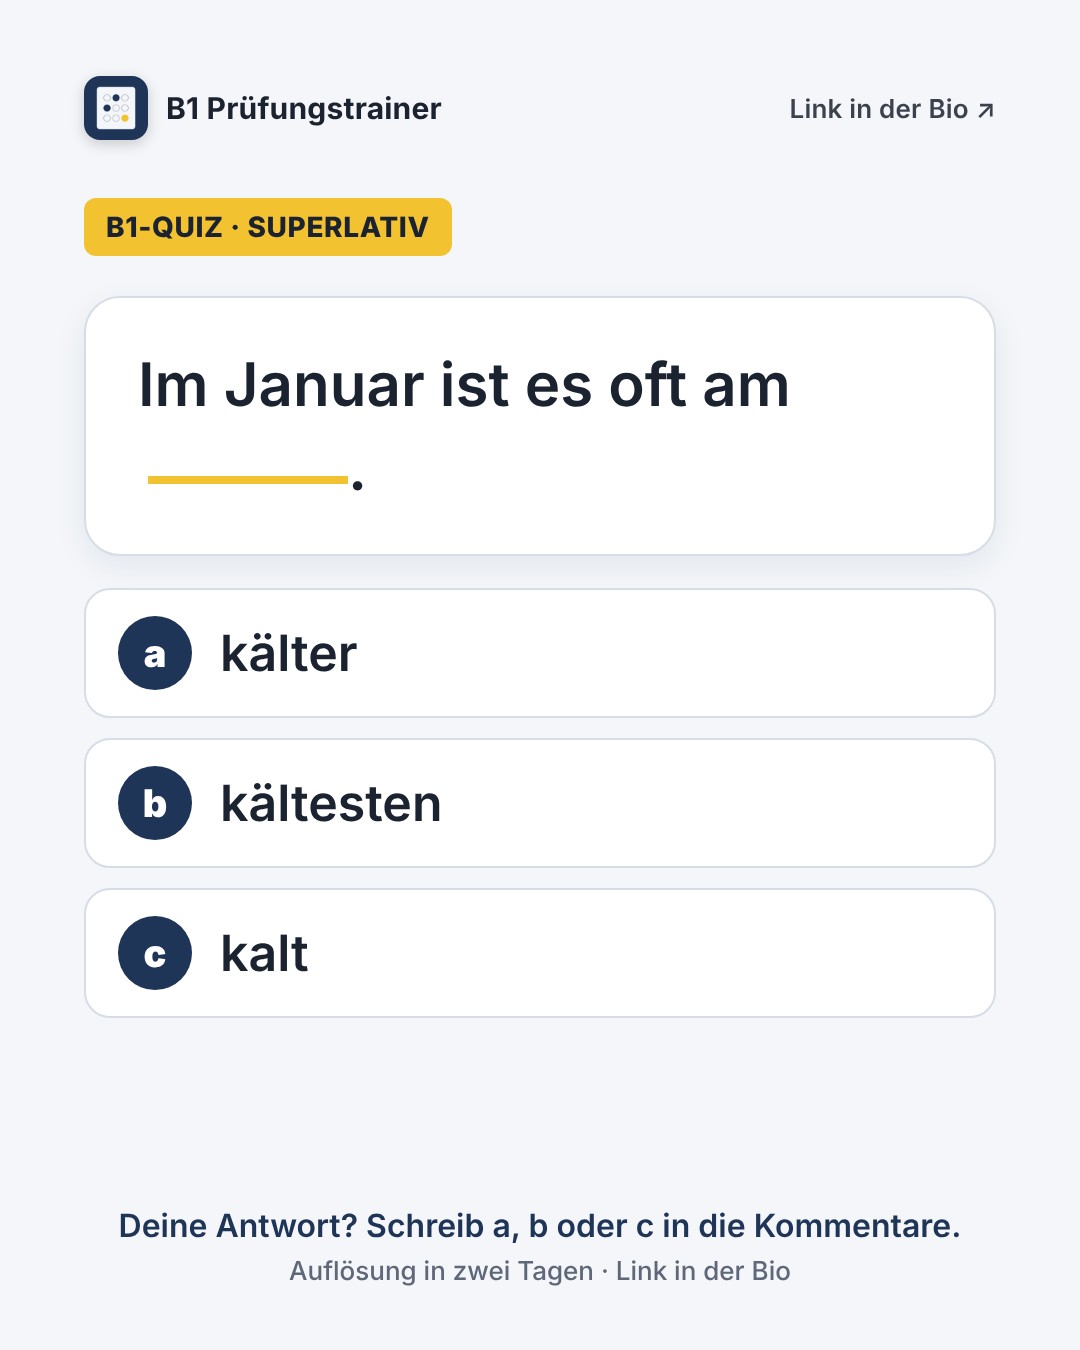 B1 Prüfungstrainer
Link in der Bio ↗
B1-QUIZ · SUPERLATIV
Im Januar ist es oft am
______.
a kälter
b kältesten
c kalt
Deine Antwort? Schreib a, b oder c in die Kommentare.
Auflösung in zwei Tagen · Link in der Bio